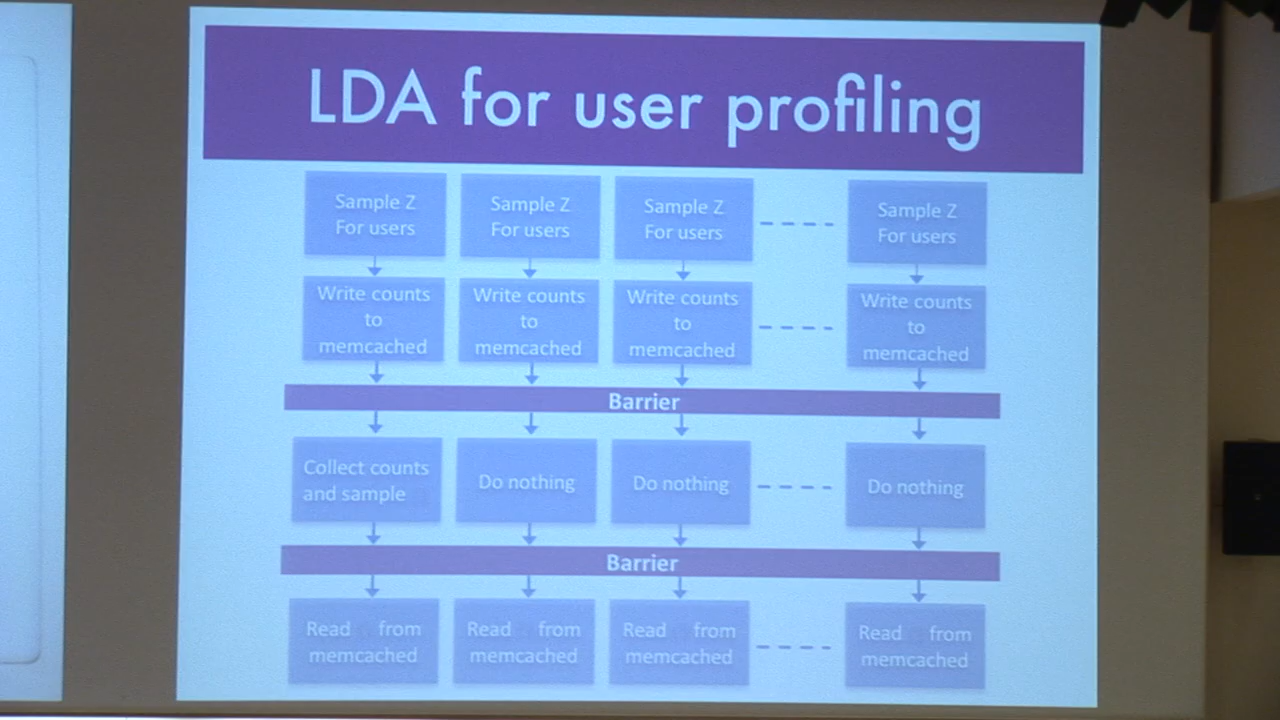 LDA for user profiling
Sample Z
For users
Sample Z
For users
Sample Z
For users
Sample Z
For users
Write counts
to
memcached
Write counts
to
memcached
Write counts
to
memcached
Write counts
to
memcached
Barrier
Collect counts
and sample
Do nothing
Do nothing
Do nothing
Barrier
Read from
memcached
Read from
memcached
Read from
memcached
Read from
memcached